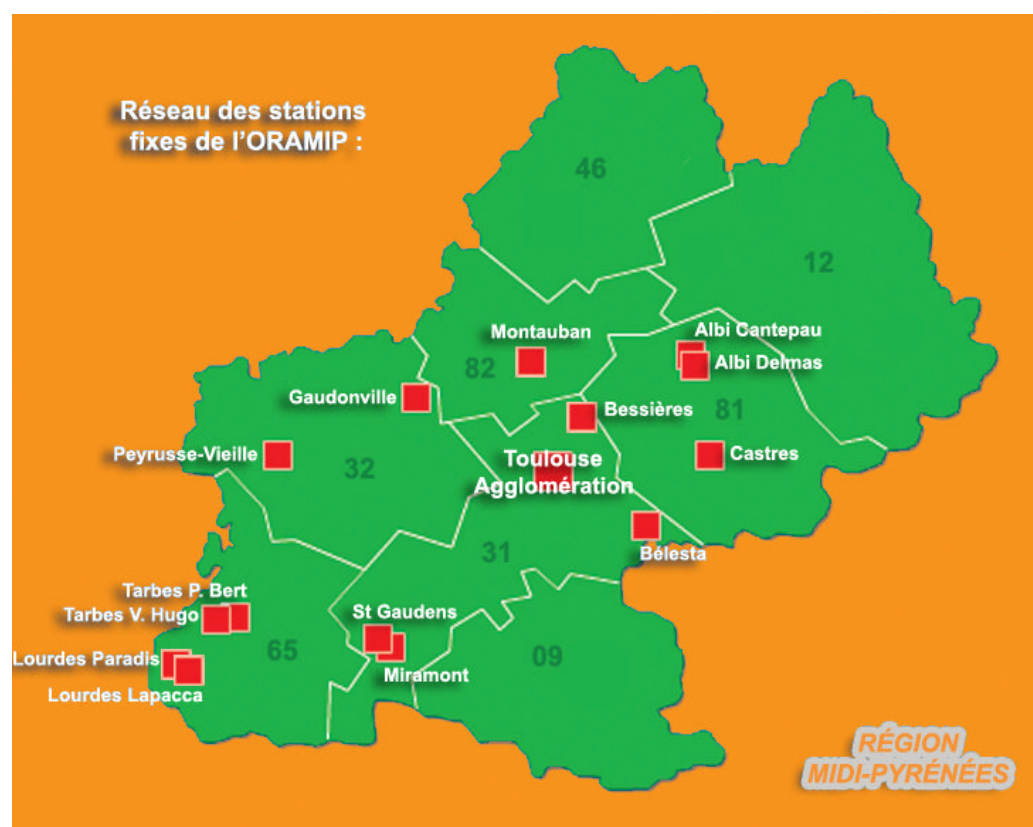 Réseau des stations
fixes de l'ORAMIP :
46
12
Montauban
82
Albi Cantepau
Albi Delmas
81
Gaudonville
Bessières
Peyrusse-Vieille
32
Toulouse
Agglomération
Castres
31
Bélesta
Tarbes P. Bert
Tarbes V. Hugo
St Gaudens
65
Miramont
09
Lourdes Paradis
Lourdes Lapacca
RÉGION
MIDI-PYRÉNÉES